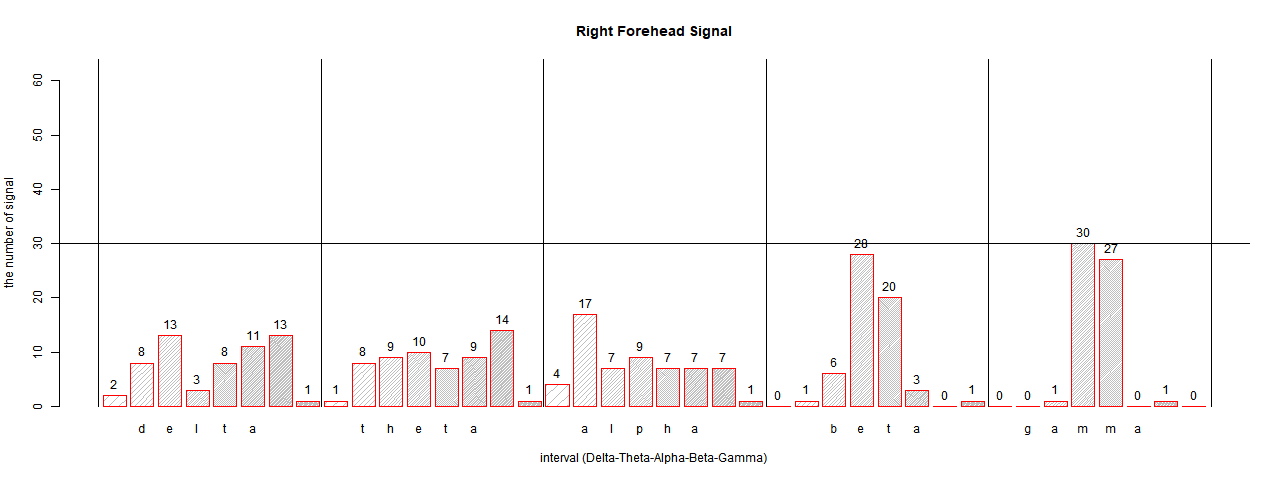 Right Forehead Signal
the number of signal
60
50
40
30
20
10
0
2 8 13 3 8 11 13 1 1 8 9 10 7 9 14 1 4 17 7 9 7 7 7 1 0 1 6 28 20 3 0 1 0 0 1 30 27 0 1 0
d e l t a t h e t a a l p h a b e t a g a m m a
interval (Delta-Theta-Alpha-Beta-Gamma)